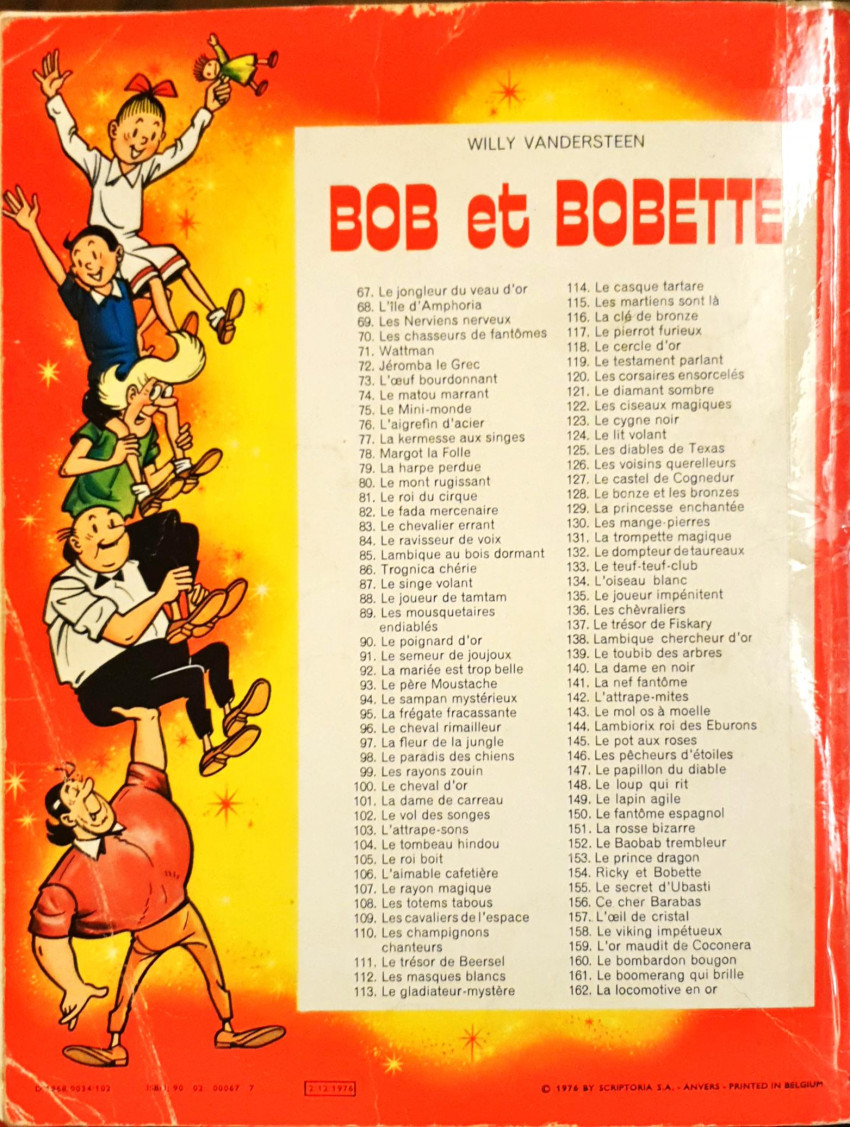 WILLY VANDERSTEEN
BOB et BOBETTE
67. Le jongleur du veau d'or
68. L'île d'Amphoria
69. Les Nerviens nerveux
70. Les chasseurs de fantômes
71. Wattman
72. Jéromba le Grec
73. L'œuf bourdonnant
74. Le matou marrant
75. Le Mini-monde
76. L'aigrefin d'acier
77. La kermesse aux singes
78. Margot la Folle
79. La harpe perdue
80. Le mont rugissant
81. Le roi du cirque
82. Le fada mercenaire
83. Le chevalier errant
84. Le ravisseur de voix
85. Lambique au bois dormant
86. Trognica chérie
87. Le singe volant
88. Le joueur de tamtam
89. Les mousquetaires
endiablés
90. Le poignard d'or
91. Le semeur de joujoux
92. La mariée est trop belle
93. Le père Moustache
94. Le sampan mystérieux
95. La frégate fracassante
96. Le cheval rimailleur
97. La fleur de la jungle
98. Le paradis des chiens
99. Les rayons zouin
100. Le cheval d'or
101. La dame de carreau
102. Le vol des songes
103. L'attrape-sons
104. Le tombeau hindou
105. Le roi boit
106. L'aimable cafetière
107. Le rayon magique
108. Les totems tabous
109. Les cavaliers de l'espace
110. Les champignons
chanteurs
111. Le trésor de Beersel
112. Les masques blancs
113. Le gladiateur-mystère
114. Le casque tartare
115. Les martiens sont là
116. La clé de bronze
117. Le pierrot furieux
118. Le cercle d'or
119. Le testament parlant
120. Les corsaires ensorcelés
121. Le diamant sombre
122. Les ciseaux magiques
123. Le cygne noir
124. Le lit volant
125. Les diables de Texas
126. Les voisins querelleurs
127. Le castel de Cognedur
128. Le bonze et les bronzes
129. La princesse enchantée
130. Les mange-pierres
131. La trompette magique
132. Le dompteur de taureaux
133. Le teuf-teuf-club
134. L'oiseau blanc
135. Le joueur impénitent
136. Les chèvraliers
137. Le trésor de Fiskary
138. Lambique chercheur d'or
139. Le toubib des arbres
140. La dame en noir
141. La nef fantôme
142. L'attrape-mites
143. Le mol os à moelle
144. Lambiorix roi des Eburons
145. Le pot aux roses
146. Les pêcheurs d'étoiles
147. Le papillon du diable
148. Le loup qui rit
149. Le lapin agile
150. Le fantôme espagnol
151. La rosse bizarre
152. Le Baobab trembleur
153. Le prince dragon
154. Ricky et Bobette
155. Le secret d'Ubasti
156. Ce cher Barabas
157. L'œil de cristal
158. Le viking impétueux
159. L'or maudit de Coconera
160. Le bombardon bougon
161. Le boomerang qui brille
162. La locomotive en or
90 02 00067 7
2.12.1976
© 1976 BY SCRIPTORIA S.A. - ANVERS - PRINTED IN BELGIUM